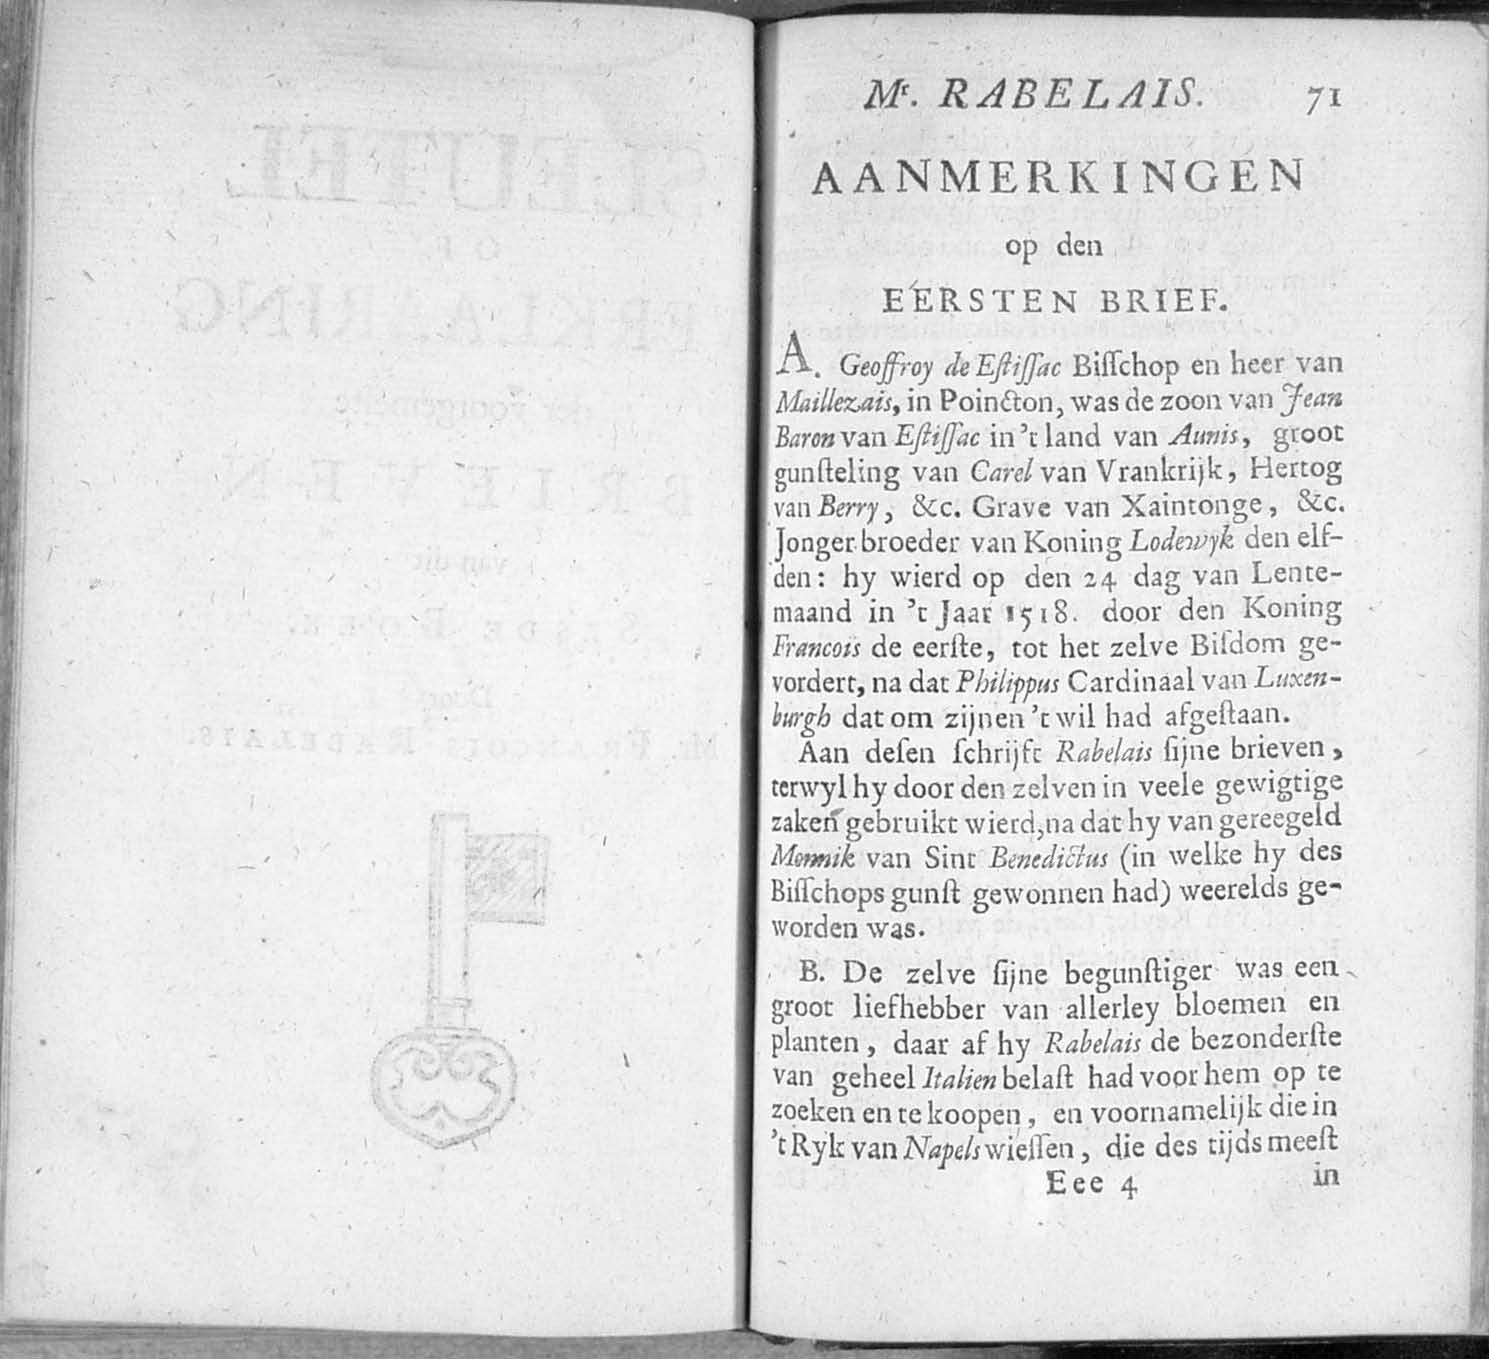 Mr. RABELAIS. 71
AANMERKINGEN
op den
EERSTEN BRIEF.
A. Geoffroy de Eſtiſſac Biſſchop en heer van
Maillezais, in Poincton, was de zoon van Jean
Baron van Eſtiſſac in 't land van Aunis, groot
gunſteling van Carel van Vrankrijk, Hertog
van Berry, &c. Grave van Xaintonge, &c.
Jonger broeder van Koning Lodewyk den elf-
den: hy wierd op den 24 dag van Lente-
maand in 't Jaar 1518. door den Koning
Francois de eerſte, tot het zelve Biſdom ge-
vordert, na dat Philippus Cardinaal van Luxen-
burgh dat om zijnen 't wil had afgeſtaan.
Aan deſen ſchrijft Rabelais ſijne brieven,
terwyl hy door den zelven in veele gewigtige
zaken gebruikt wierd, na dat hy van gereegeld
Monnik van Sint Benedictus (in welke hy des
Biſſchops gunſt gewonnen had) weerelds ge-
worden was.
B. De zelve ſijne begunſtiger was een
groot liefhebber van allerley bloemen en
planten, daar af hy Rabelais de bezonderſte
van geheel Italien belaſt had voor hem op te
zoeken en te koopen, en voornamelijk die in
't Ryk van Napels wieſſen, die des tijds meeſt
Eee 4 in